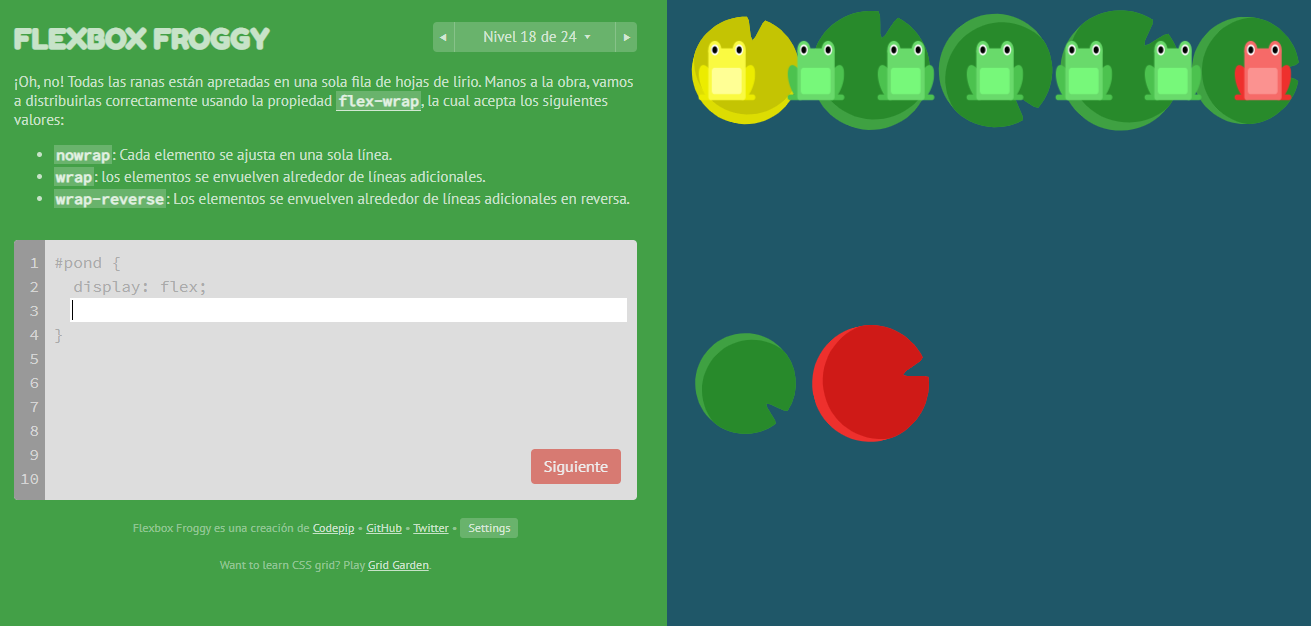 FLEXBOX FROGGY
◀ Nivel 18 de 24 ▾ ▶
¡Oh, no! Todas las ranas están apretadas en una sola fila de hojas de lirio. Manos a la obra, vamos
a distribuirlas correctamente usando la propiedad flex-wrap, la cual acepta los siguientes
valores:
• nowrap: Cada elemento se ajusta en una sola línea.
• wrap: los elementos se envuelven alrededor de líneas adicionales.
• wrap-reverse: Los elementos se envuelven alrededor de líneas adicionales en reversa.
1 #pond {
2 display: flex;
3
4 }
5
6
7
8
9
10
Siguiente
Flexbox Froggy es una creación de Codepip • GitHub • Twitter • Settings
Want to learn CSS grid? Play Grid Garden.